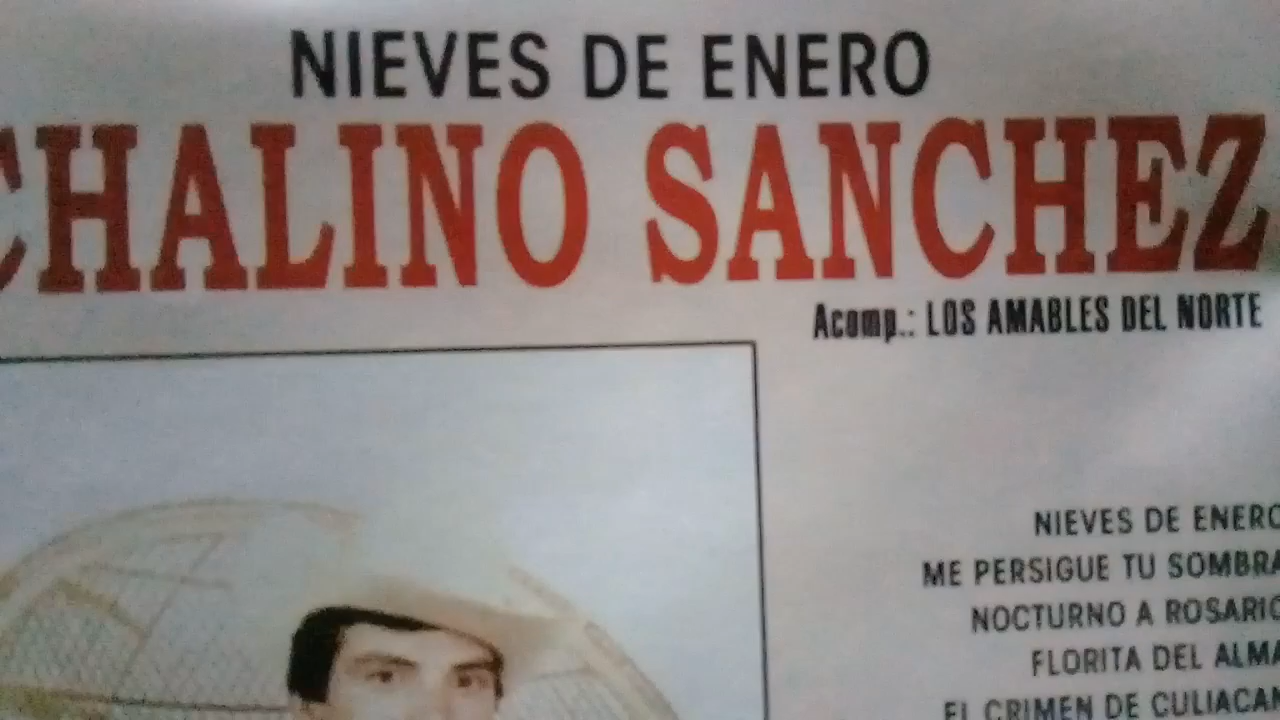 NIEVES DE ENERO
CHALINO SANCHEZ
Acomp.: LOS AMABLES DEL NORTE
NIEVES DE ENERO
ME PERSIGUE TU SOMBRA
NOCTURNO A ROSARIO
FLORITA DEL ALMA
EL CRIMEN DE CULIACAN